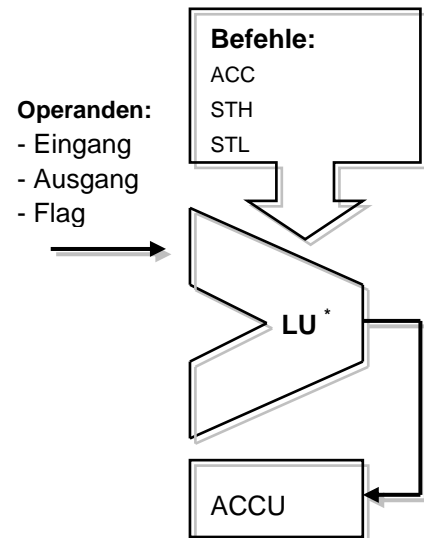 Befehle:
ACC
STH
STL
Operanden:
- Eingang
- Ausgang
- Flag
LU *
ACCU